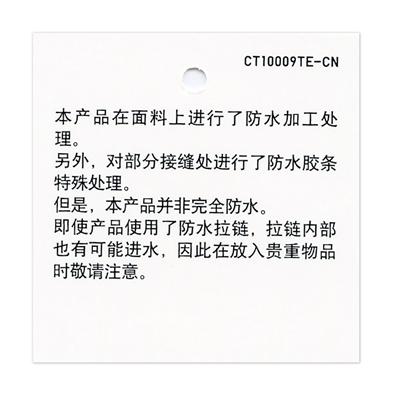 CT10009TE-CN
本产品在面料上进行了防水加工处
理。
另外，对部分接缝处进行了防水胶条
特殊处理。
但是，本产品并非完全防水。
即使产品使用了防水拉链，拉链内部
也有可能进水，因此在放入贵重物品
时敬请注意。